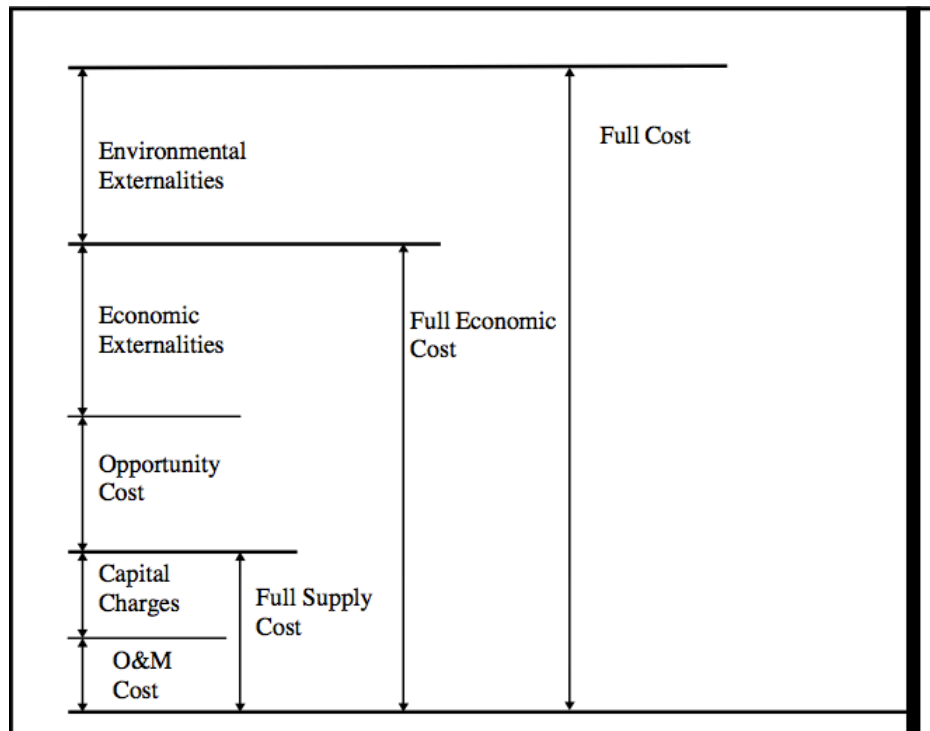 Full Cost
Environmental
Externalities
Economic
Externalities
Full Economic
Cost
Opportunity
Cost
Capital
Charges
Full Supply
Cost
O&M
Cost